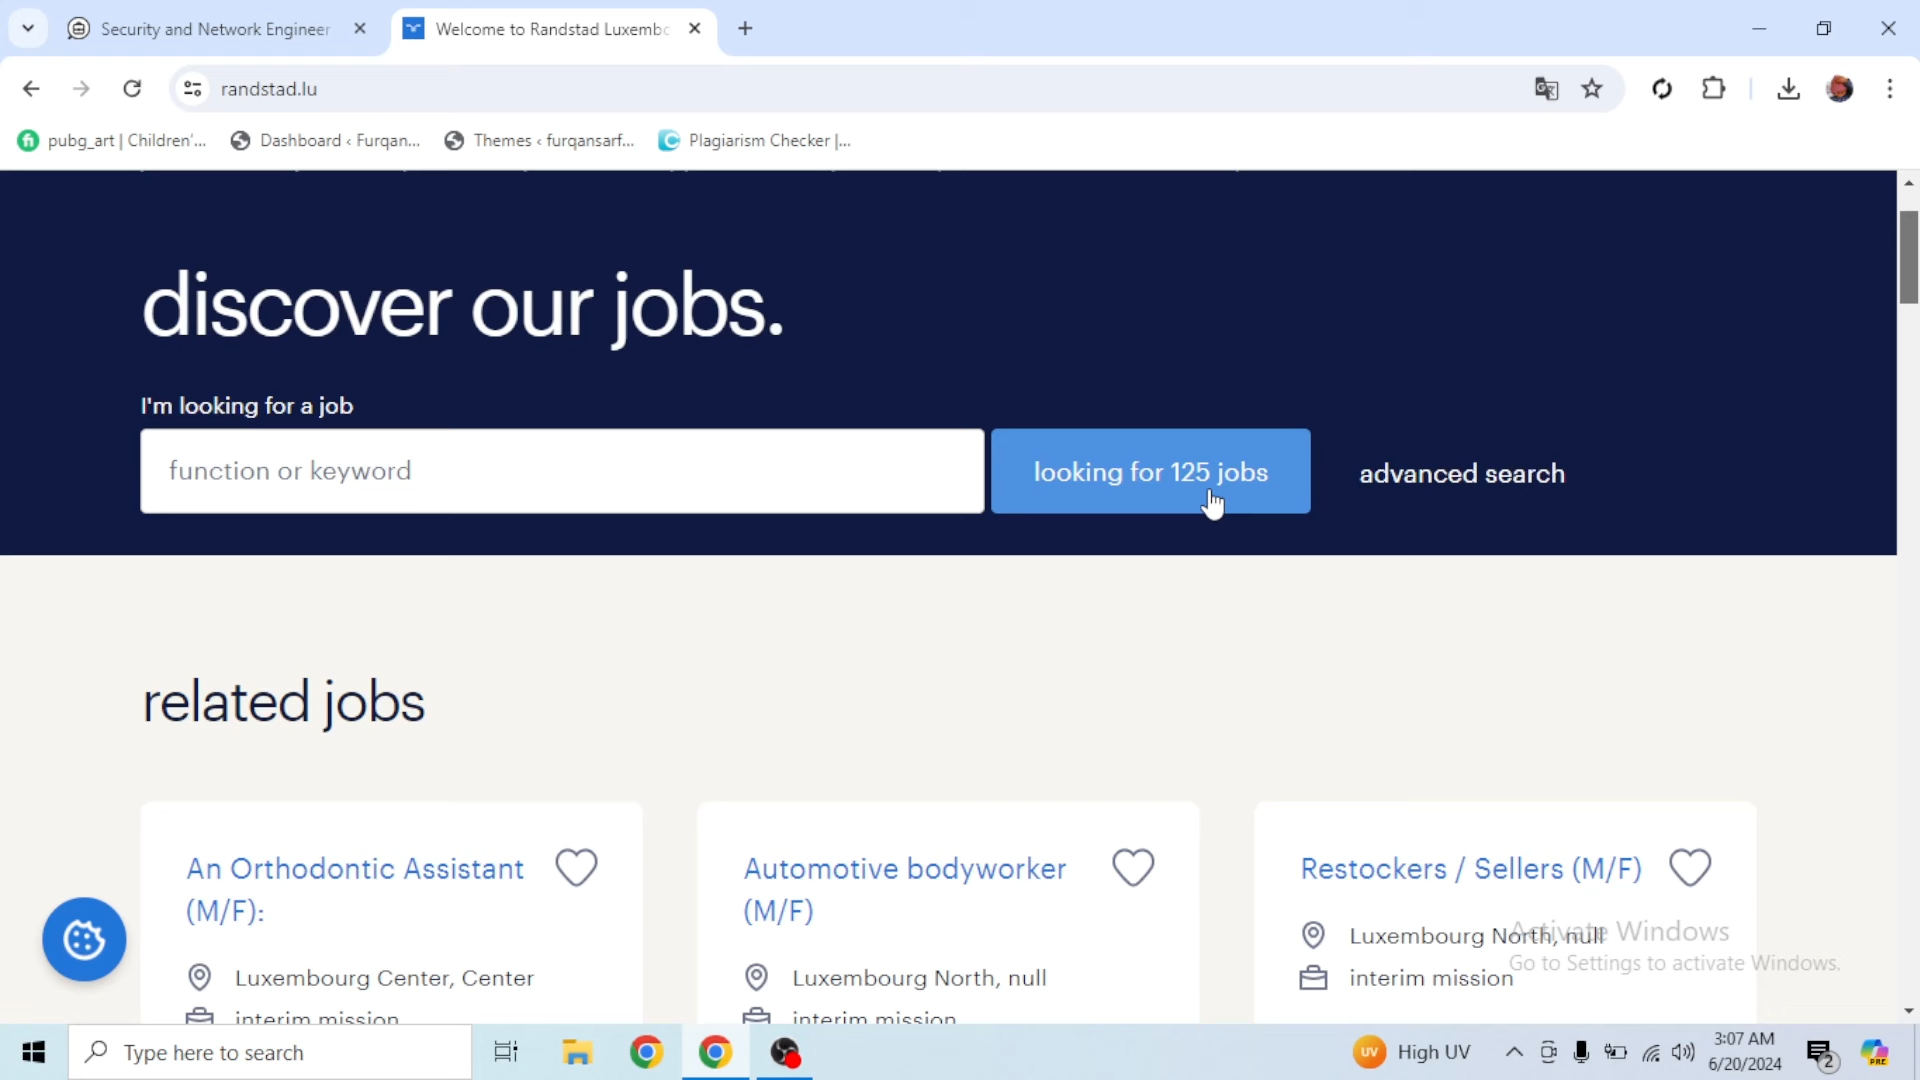 Security and Network Engineer
Welcome to Randstad Luxembo
randstad.lu
pubg_art | Children'...
Dashboard ‹ Furqan...
Themes ‹ furqansarf...
Plagiarism Checker |...
discover our jobs.
I'm looking for a job
function or keyword
looking for 125 jobs
advanced search
related jobs
An Orthodontic Assistant
(M/F):
Luxembourg Center, Center
interim mission
Automotive bodyworker
(M/F)
Luxembourg North, null
interim mission
Restockers / Sellers (M/F)
Luxembourg North, null
interim mission
Activate Windows
Go to Settings to activate Windows.
Type here to search
UV
High UV
3:07 AM
6/20/2024
2
PRE